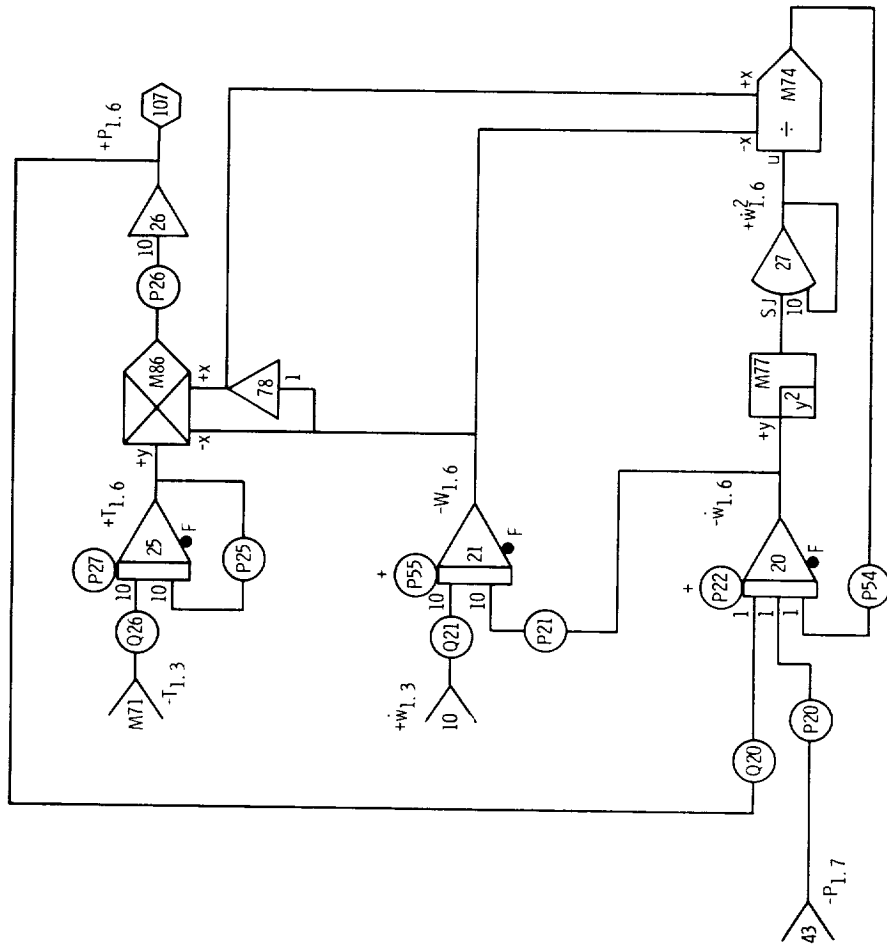 +P1.6
107
26
10
P26
M86
+x
-x
+y
78
1
+T1.6
P27
25
F
10
10
P25
Q26
M71
-T1.3
-W1.6
+
P55
21
F
10
10
Q21
+ẇ1.3
10
P21
-ẇ1.6
+
P22
20
F
1
1
1
Q20
P20
P54
43
-P1.7
+y
M77
y²
SJ
10
27
+ẇ²1.6
u
-x
+x
÷
M74